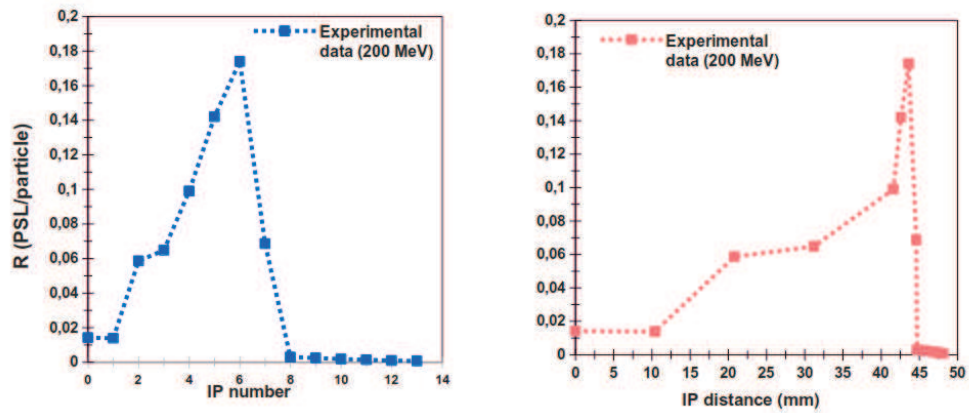 0,2
0,18
0,16
0,14
0,12
0,1
0,08
0,06
0,04
0,02
0
R (PSL/particle)
Experimental
data (200 MeV)
0 2 4 6 8 10 12 14
IP number
0,2
0,18
0,16
0,14
0,12
0,1
0,08
0,06
0,04
0,02
0
Experimental
data (200 MeV)
0 5 10 15 20 25 30 35 40 45 50
IP distance (mm)